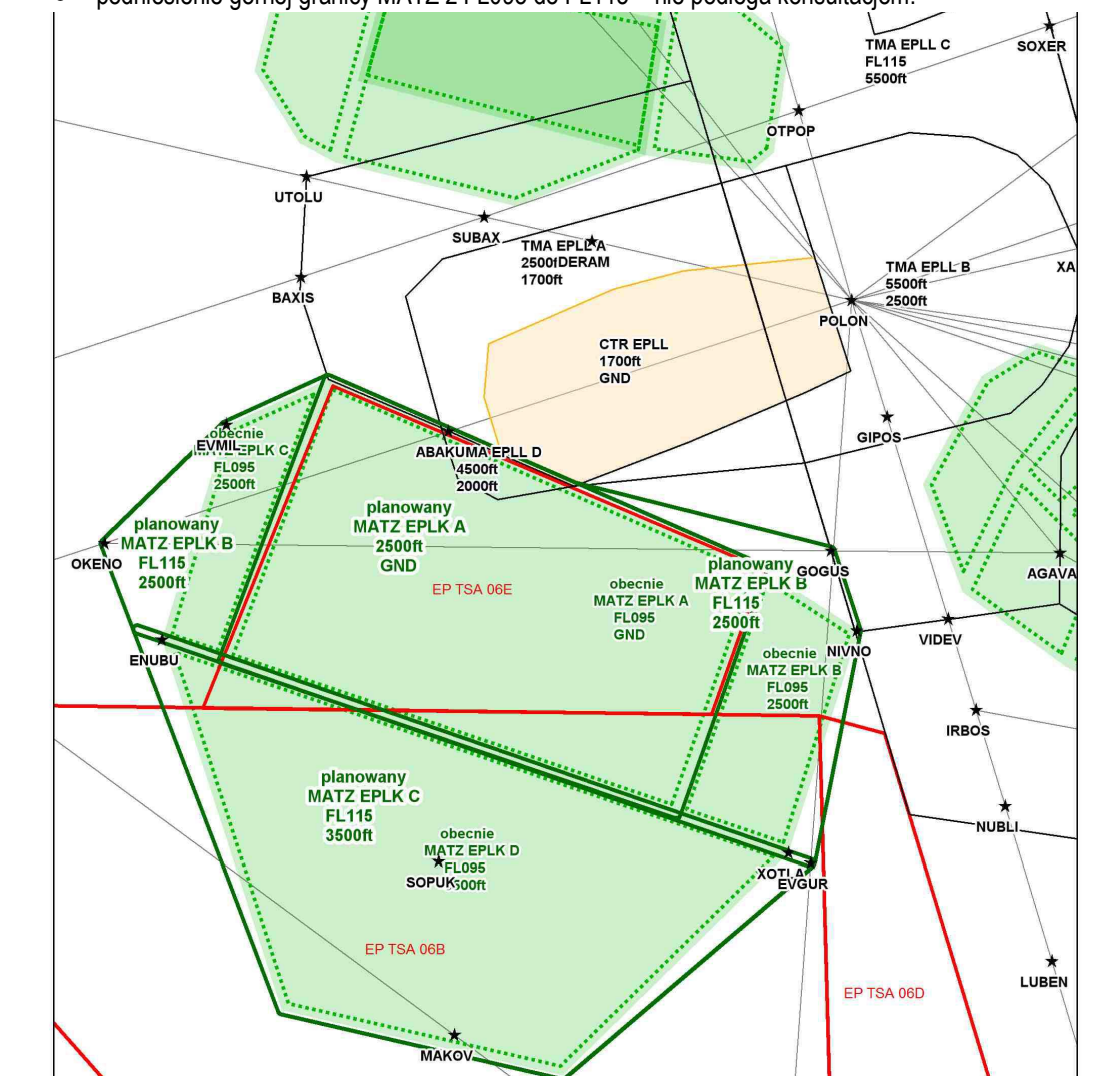 podniesienie górnej granicy MATZ z FL095 do FL115 – nie podlega konsultacjom.
TMA EPLL C
FL115
5500ft
SOXER
OTPOP
UTOLU
SUBAX
TMA EPLL A
2500ft
DERAM
1700ft
TMA EPLL B
5500ft
2500ft
XA
BAXIS
POLON
CTR EPLL
1700ft
GND
GIPOS
EVMIL
obecnie
MATZ EPLK C
FL095
2500ft
ABAKU
TMA EPLL D
4500ft
2000ft
planowany
MATZ EPLK A
2500ft
GND
planowany
MATZ EPLK B
FL115
2500ft
OKENO
GOGUS
planowany
MATZ EPLK B
FL115
2500ft
AGAVA
EP TSA 06E
obecnie
MATZ EPLK A
FL095
GND
ENUBU
NIVNO
VIDEV
obecnie
MATZ EPLK B
FL095
2500ft
IRBOS
planowany
MATZ EPLK C
FL115
3500ft
NUBLI
obecnie
MATZ EPLK D
FL095
SOPUK
XOTLA
EVGUR
EP TSA 06B
LUBEN
EP TSA 06D
MAKOV